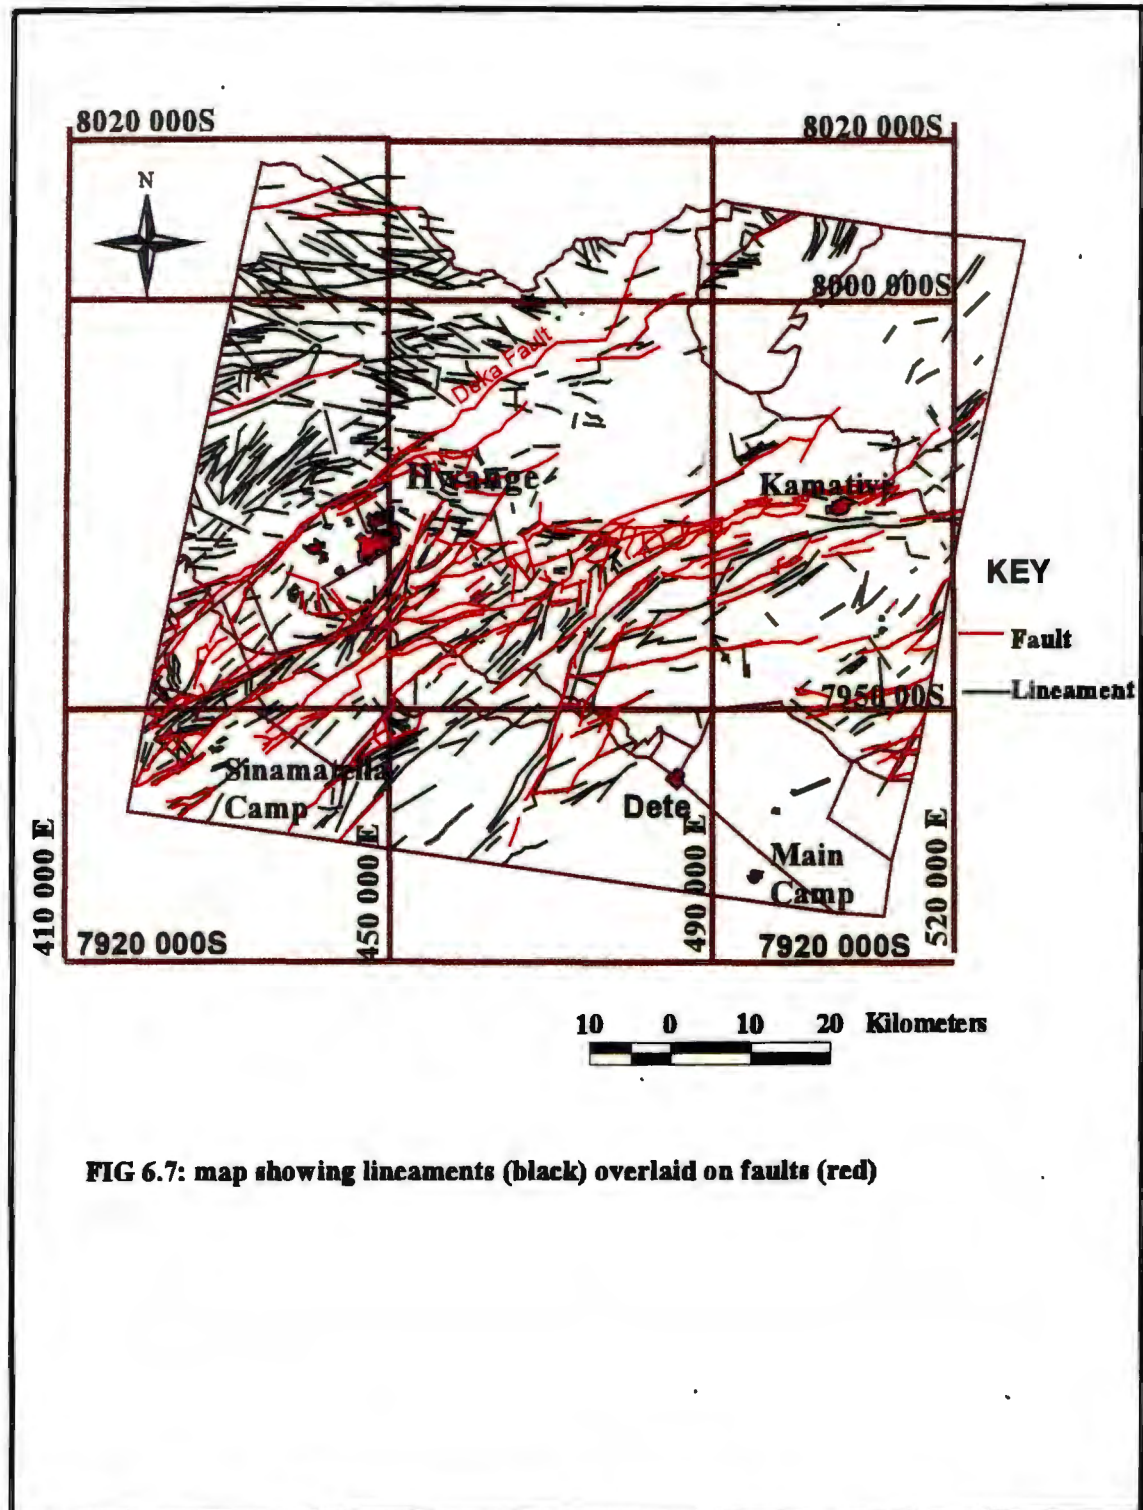 8020 000S
8020 000S
N
8000 000S
Deka Fault
Hwange
Kamativi
KEY
Fault
7950 00S
Lineament
Sinamatella
Camp
Dete
Main
Camp
410 000 E
450 000 E
490 000 E
520 000 E
7920 000S
7920 000S
10 0 10 20 Kilometers
FIG 6.7: map showing lineaments (black) overlaid on faults (red)